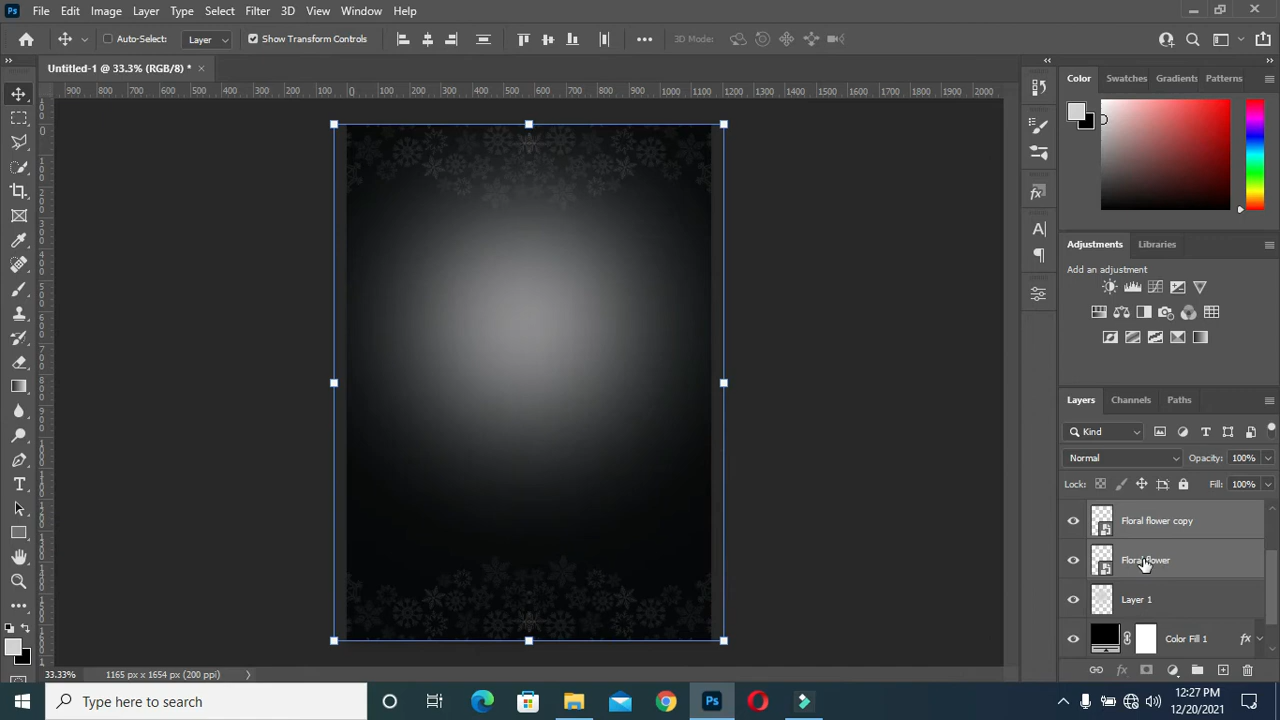 Ps File Edit Image Layer Type Select Filter 3D View Window Help
Auto-Select: Layer Show Transform Controls 3D Mode:
Untitled-1 @ 33.3% (RGB/8) * ×
900 800 700 600 500 400 300 200 100 0 100 200 300 400 500 600 700 800 900 1000 1100 1200 1300 1400 1500 1600 1700 1800 1900 2000
Color Swatches Gradients Patterns
Adjustments Libraries
Add an adjustment
Layers Channels Paths
Kind
Normal Opacity: 100%
Lock: Fill: 100%
Floral flower copy
Floral flower
Layer 1
Color Fill 1 fx
33.33% 1165 px x 1654 px (200 ppi)
Type here to search
12:27 PM
12/20/2021